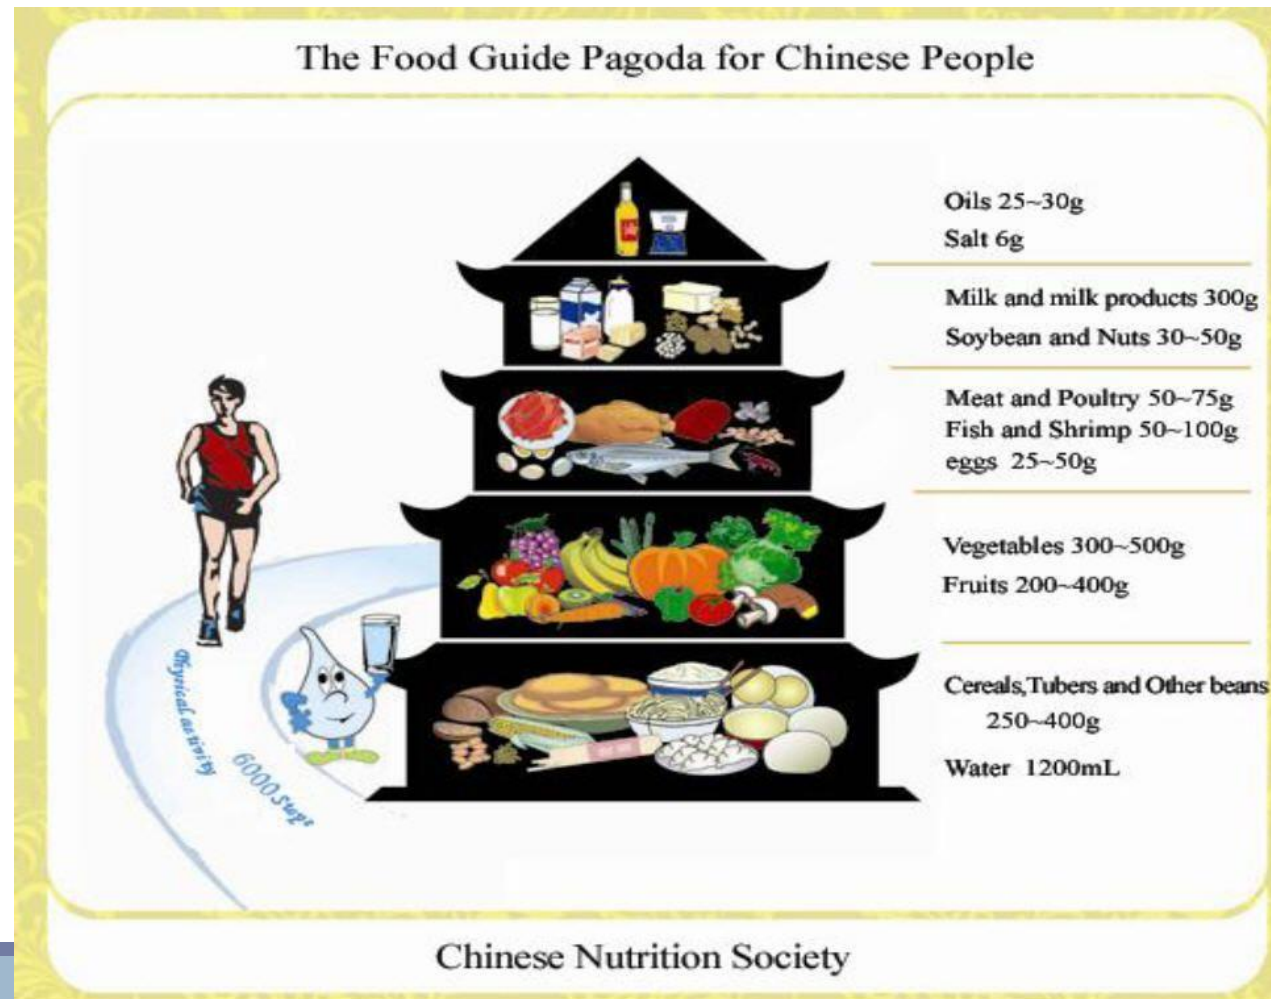 The Food Guide Pagoda for Chinese People
Oils 25~30g
Salt 6g
Milk and milk products 300g
Soybean and Nuts 30~50g
Meat and Poultry 50~75g
Fish and Shrimp 50~100g
eggs 25~50g
Vegetables 300~500g
Fruits 200~400g
Cereals,Tubers and Other beans
250~400g
Water 1200mL
Physical activity
6000 Steps
Chinese Nutrition Society